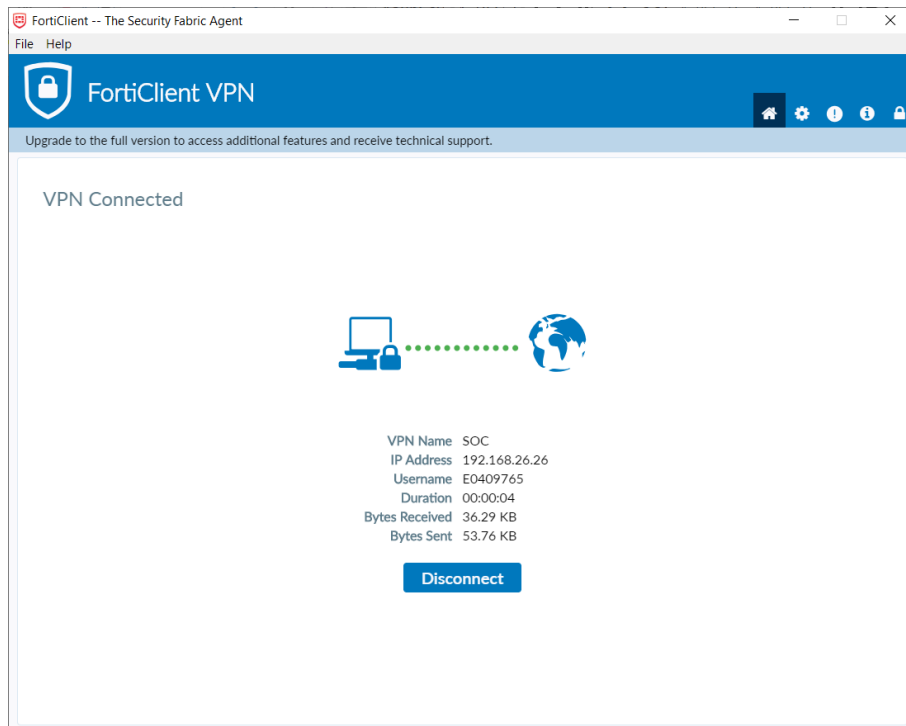 FortiClient -- The Security Fabric Agent
File Help
FortiClient VPN
Upgrade to the full version to access additional features and receive technical support.
VPN Connected
VPN Name SOC
IP Address 192.168.26.26
Username E0409765
Duration 00:00:04
Bytes Received 36.29 KB
Bytes Sent 53.76 KB
Disconnect